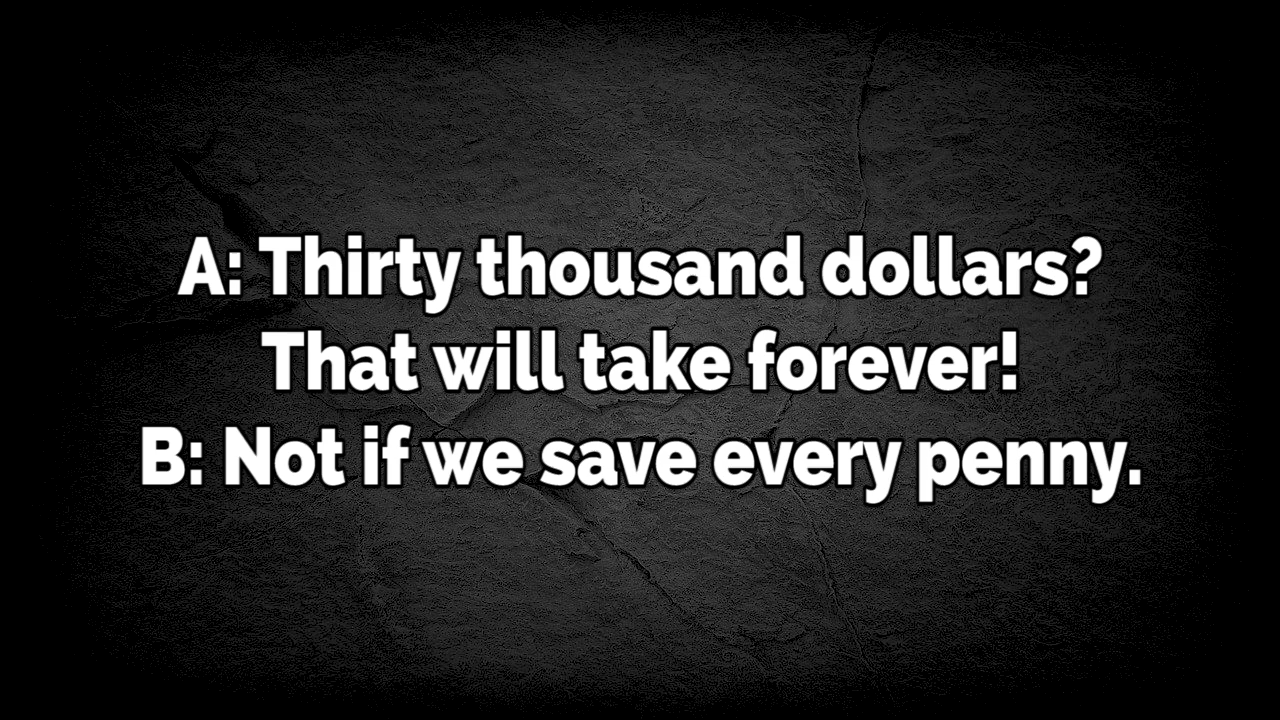 A: Thirty thousand dollars?
That will take forever!
B: Not if we save every penny.